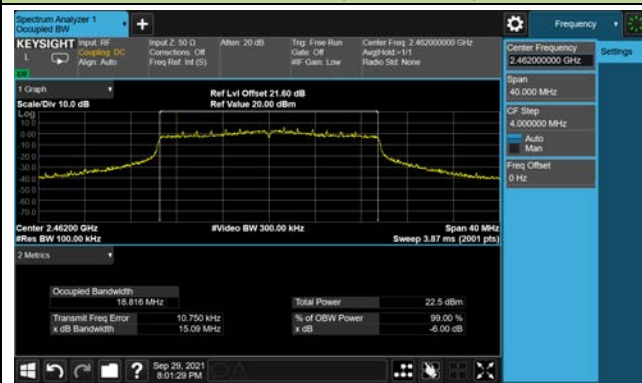 Spectrum Analyzer 1
Occupied BW
+
Frequency
KEYSIGHT
Input: RF
Coupling: DC
Align: Auto
Input Z: 50 Ω
Corrections: Off
Freq Ref: Int (S)
Atten: 20 dB
Trig: Free Run
Gate: Off
#IF Gain: Low
Center Freq: 2.462000000 GHz
Avg|Hold:>1/1
Radio Std: None
Center Frequency
2.462000000 GHz
Settings
Span
40.000 MHz
CF Step
4.000000 MHz
Auto
Man
Freq Offset
0 Hz
1 Graph
Scale/Div 10.0 dB
Ref Lvl Offset 21.60 dB
Ref Value 20.00 dBm
Log
10.0
0.00
-10.0
-20.0
-30.0
-40.0
-50.0
-60.0
-70.0
Center 2.46200 GHz
#Res BW 100.00 kHz
#Video BW 300.00 kHz
Span 40 MHz
Sweep 3.87 ms (2001 pts)
2 Metrics
Occupied Bandwidth
18.816 MHz
Total Power 22.5 dBm
Transmit Freq Error 10.750 kHz
% of OBW Power 99.00 %
x dB Bandwidth 15.09 MHz
x dB -6.00 dB
?
Sep 29, 2021
8:01:29 PM